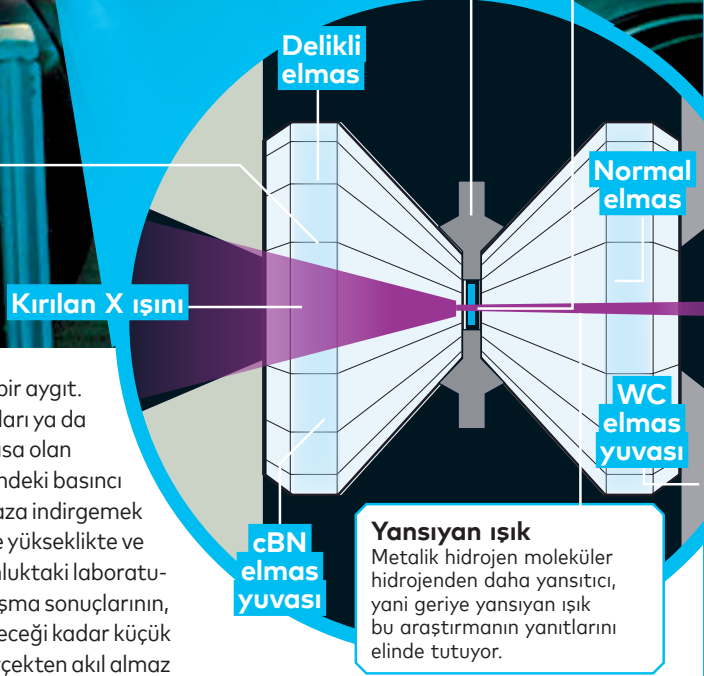 Delikli
elmas
Normal
elmas
Kırılan X ışını
WC
elmas
yuvası
cBN
elmas
yuvası
bir aygıt.
ları ya da
sa olan
ndeki basıncı
aza indirgemek
e yükseklikte ve
nluktaki laboratu-
şma sonuçlarının,
eceği kadar küçük
rçekten akıl almaz
Yansıyan ışık
Metalik hidrojen moleküler
hidrojenden daha yansıtıcı,
yani geriye yansıyan ışık
bu araştırmanın yanıtlarını
elinde tutuyor.